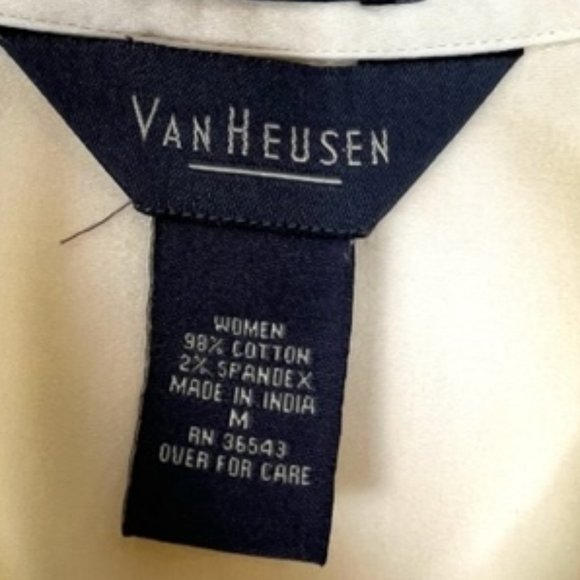 VAN HEUSEN
WOMEN
98% COTTON
2% SPANDEX
MADE IN INDIA
M
RN 36543
OVER FOR CARE